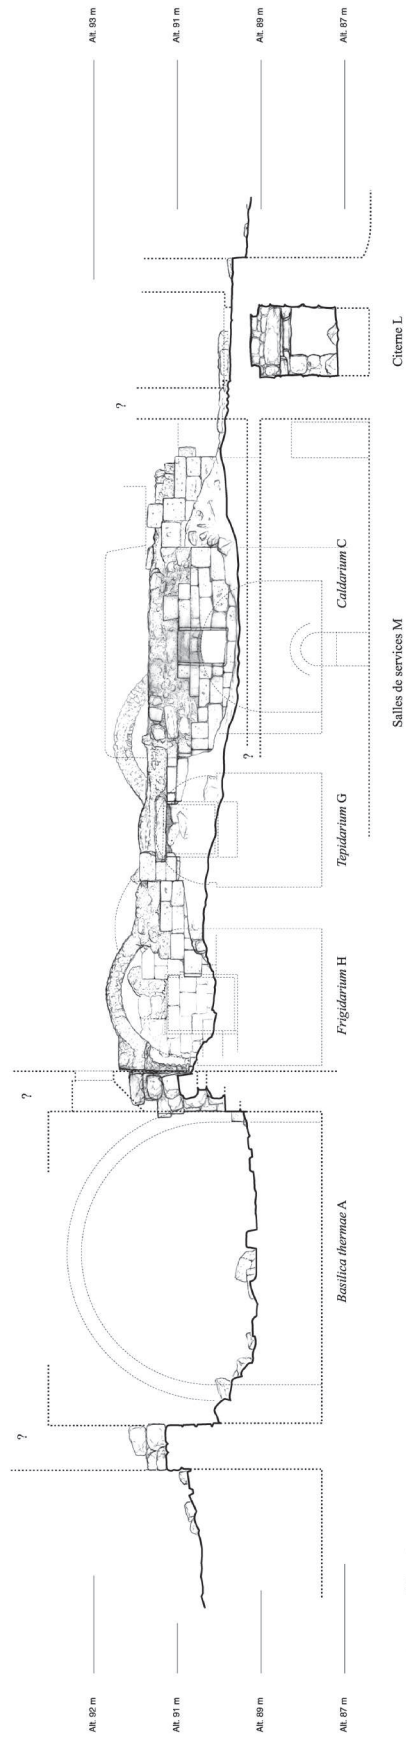 ?
?
Alt. 92 m
Alt. 93 m
?
Alt. 91 m
Alt. 91 m
?
Alt. 89 m
Alt. 89 m
Alt. 87 m
Alt. 87 m
Basilica thermae A
Frigidarium H
Tepidarium G
Caldarium C
Salles de services M
Citerne L